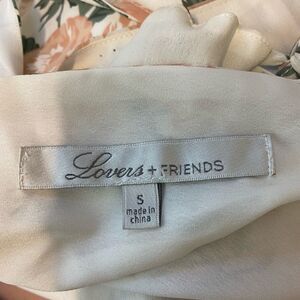 Lovers + FRIENDS
S
made in
china